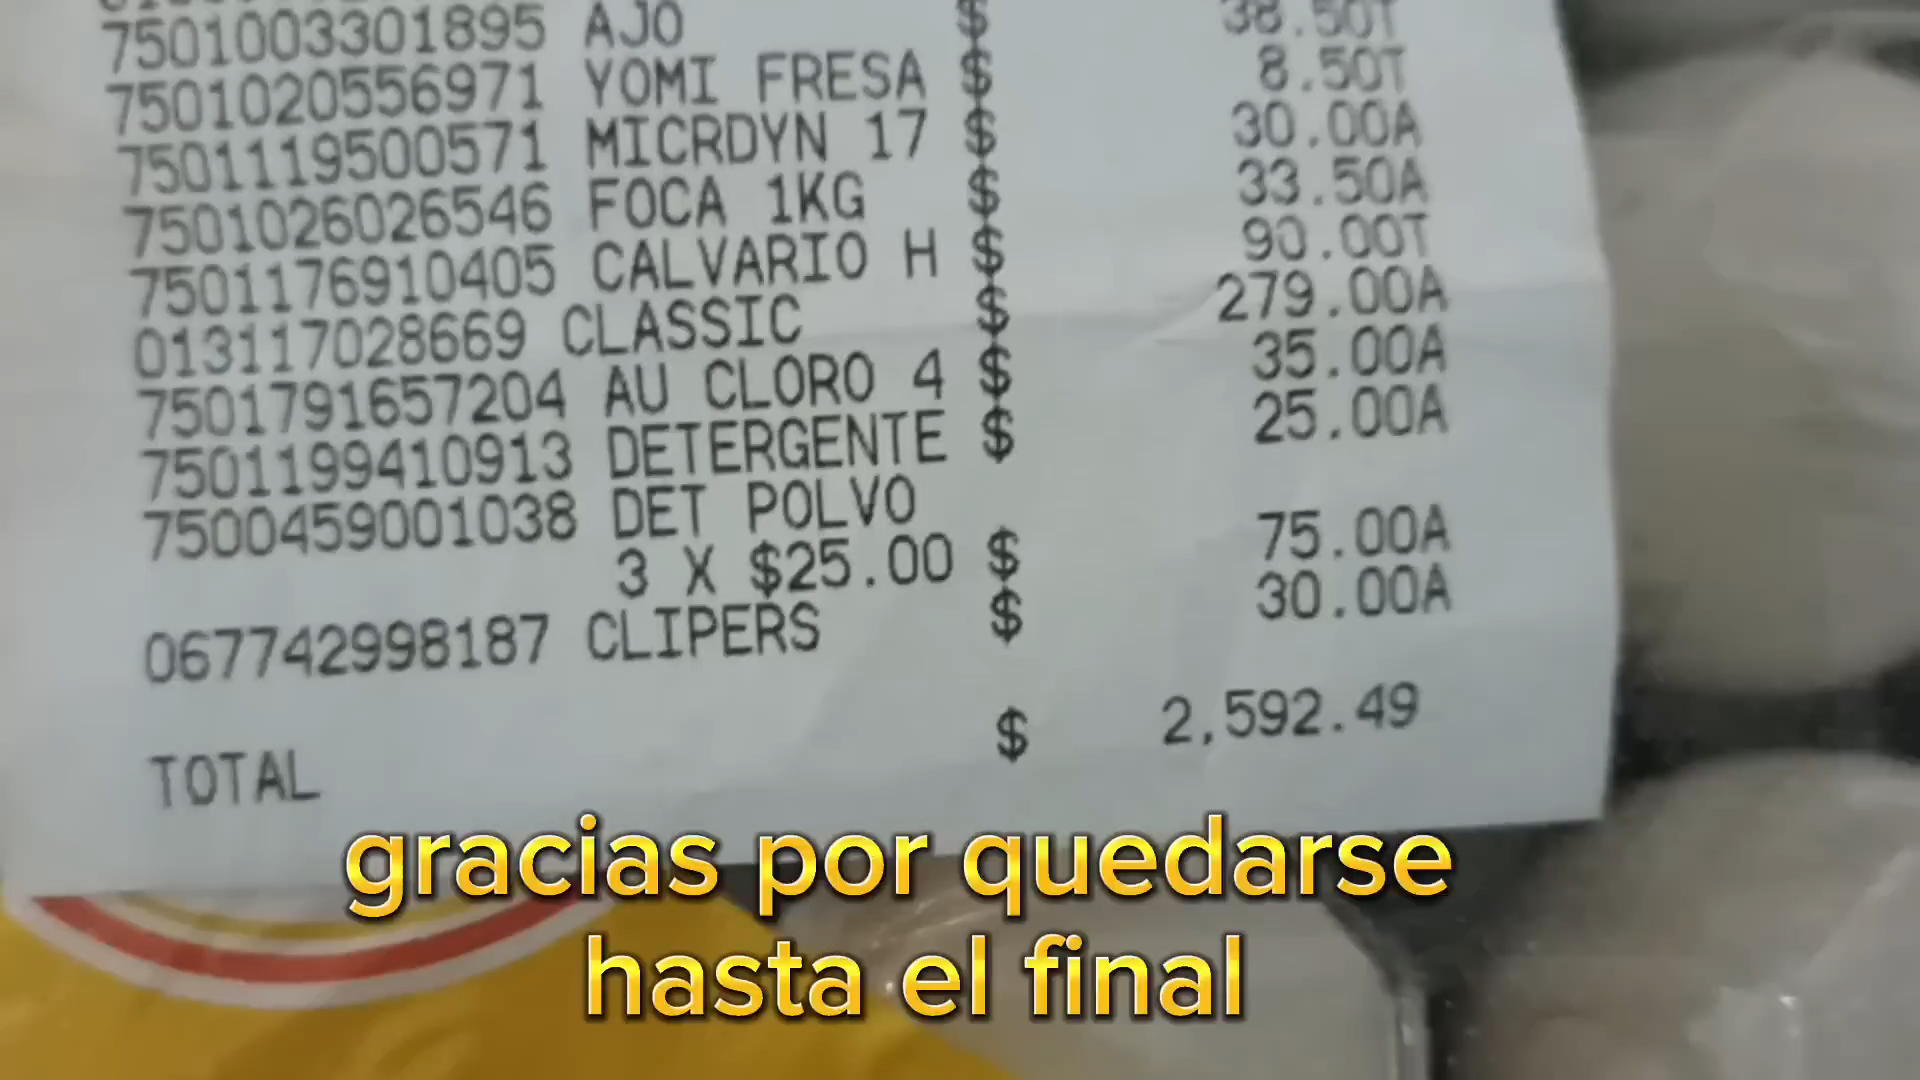 7501003301895 AJO $ 38.50T
7501020556971 YOMI FRESA $ 8.50T
7501119500571 MICRDYN 17 $ 30.00A
7501026026546 FOCA 1KG $ 33.50A
7501176910405 CALVARIO H $ 90.00T
013117028669 CLASSIC $ 279.00A
7501791657204 AU CLORO 4 $ 35.00A
7501199410913 DETERGENTE $ 25.00A
7500459001038 DET POLVO
3 X $25.00 $ 75.00A
067742998187 CLIPERS $ 30.00A
TOTAL $ 2,592.49
gracias por quedarse
hasta el final